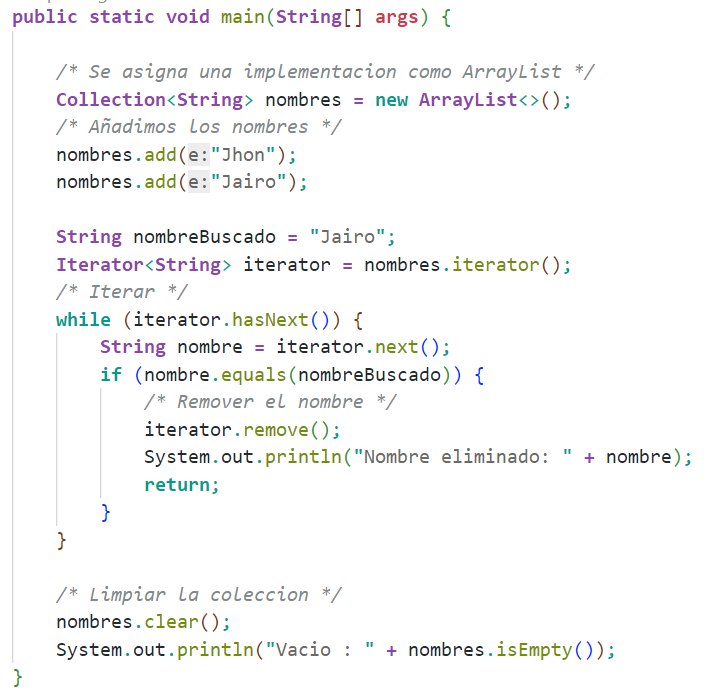 public static void main(String[] args) {
/* Se asigna una implementacion como ArrayList */
Collection<String> nombres = new ArrayList<>();
/* Añadimos los nombres */
nombres.add(e:"Jhon");
nombres.add(e:"Jairo");
String nombreBuscado = "Jairo";
Iterator<String> iterator = nombres.iterator();
/* Iterar */
while (iterator.hasNext()) {
String nombre = iterator.next();
if (nombre.equals(nombreBuscado)) {
/* Remover el nombre */
iterator.remove();
System.out.println("Nombre eliminado: " + nombre);
return;
}
}
/* Limpiar la coleccion */
nombres.clear();
System.out.println("Vacio : " + nombres.isEmpty());
}